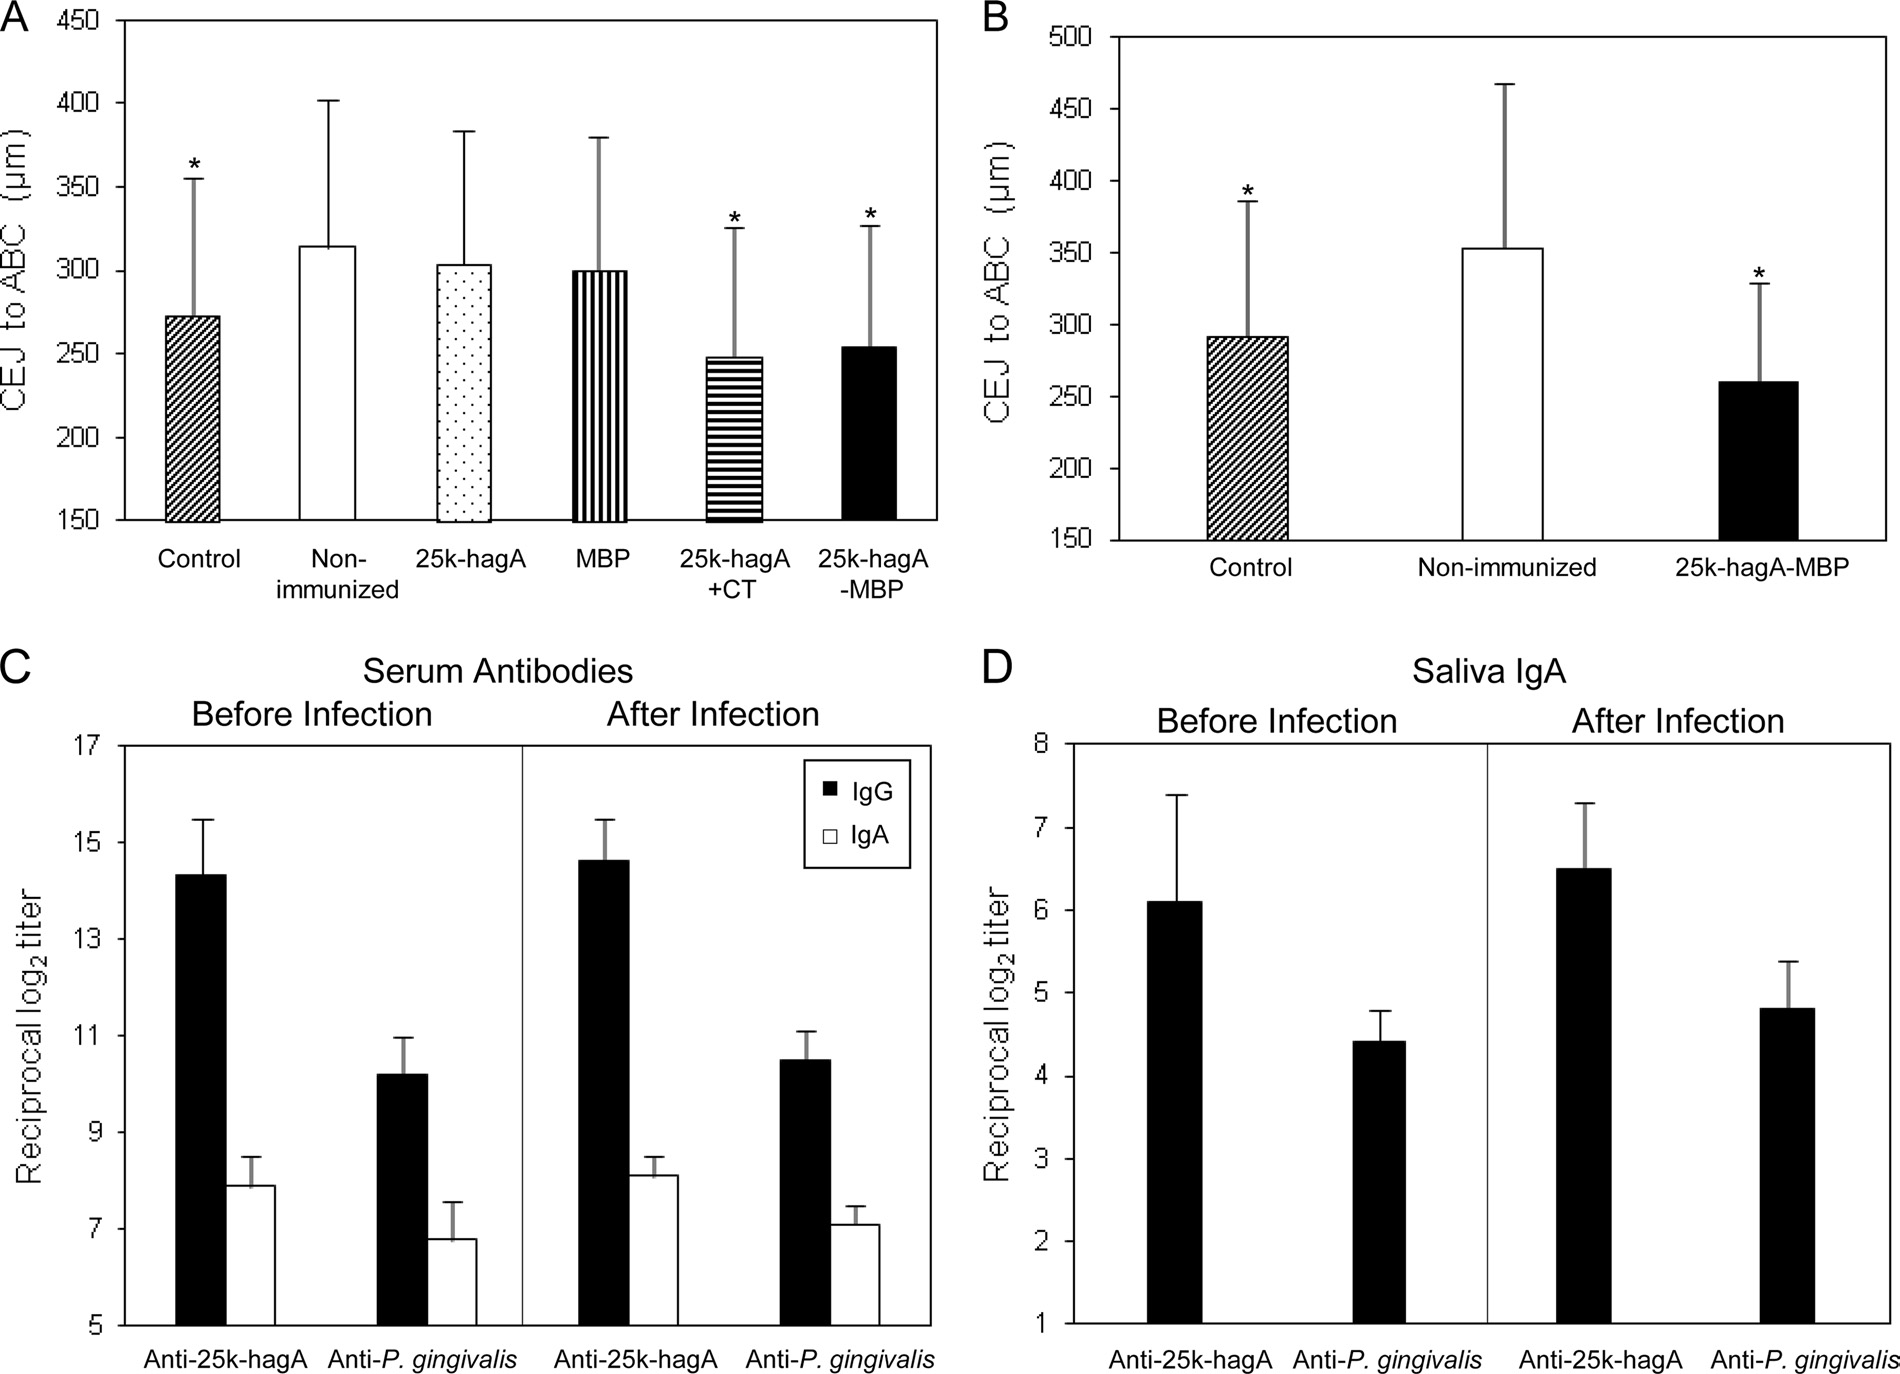 A
450
400
350
300
250
200
150
CEJ to ABC (µm)
*
*
*
Control
Non-
immunized
25k-hagA
MBP
25k-hagA
+CT
25k-hagA
-MBP
B
500
450
400
350
300
250
200
150
CEJ to ABC (µm)
*
*
Control
Non-immunized
25k-hagA-MBP
C
Serum Antibodies
Before Infection
After Infection
17
15
13
11
9
7
5
Reciprocal log₂ titer
IgG
IgA
Anti-25k-hagA
Anti-P. gingivalis
Anti-25k-hagA
Anti-P. gingivalis
D
Saliva IgA
Before Infection
After Infection
8
7
6
5
4
3
2
1
Reciprocal log₂ titer
Anti-25k-hagA
Anti-P. gingivalis
Anti-25k-hagA
Anti-P. gingivalis